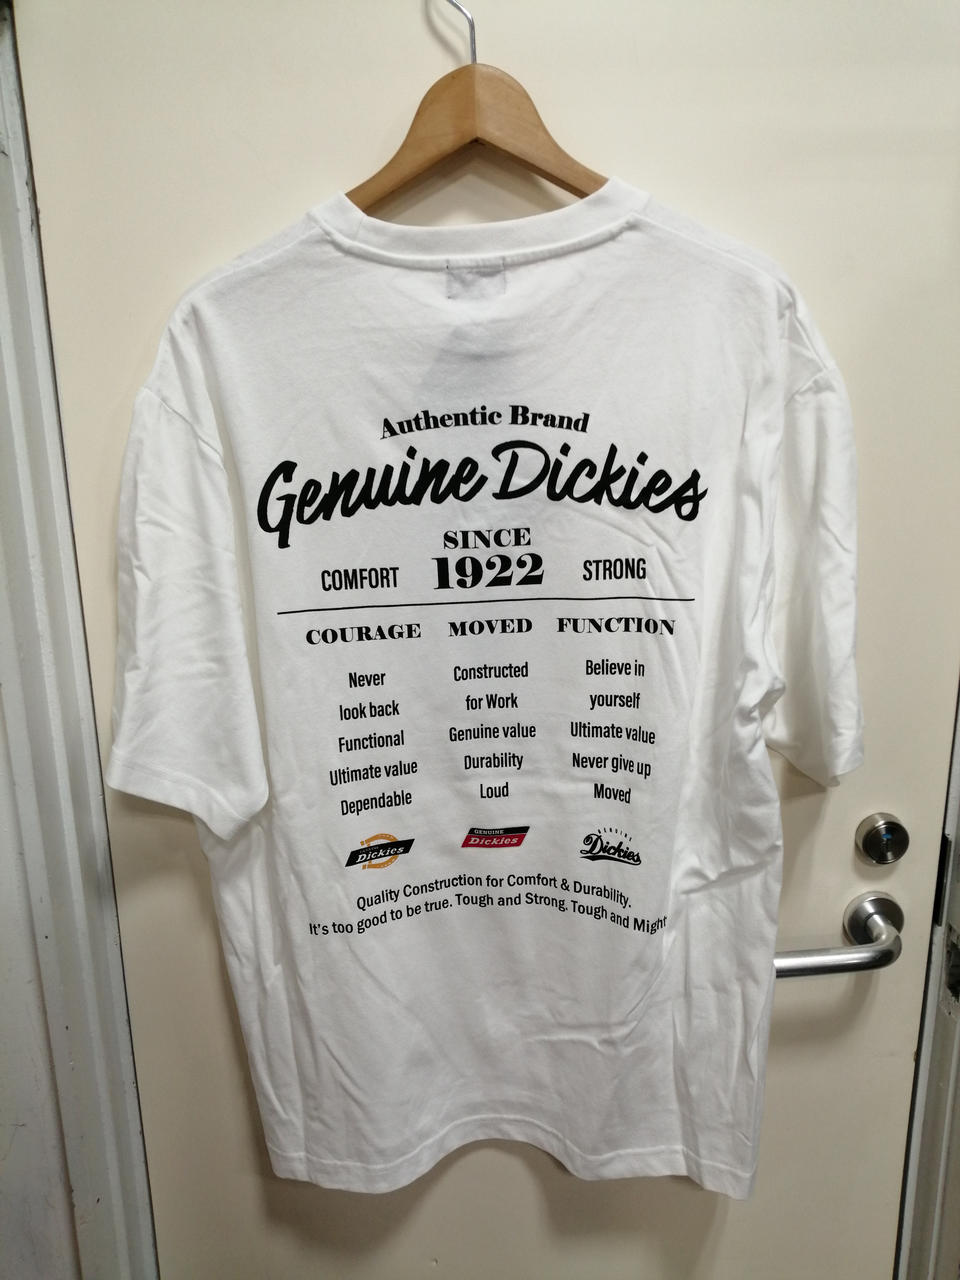 Authentic Brand
Genuine Dickies
SINCE
COMFORT 1922 STRONG
COURAGE MOVED FUNCTION
Never Constructed Believe in
look back for Work yourself
Functional Genuine value Ultimate value
Ultimate value Durability Never give up
Dependable Loud Moved
Dickies
GENUINE
Dickies
GENUINE
Dickies
Quality Construction for Comfort & Durability.
It's too good to be true. Tough and Strong. Tough and Might